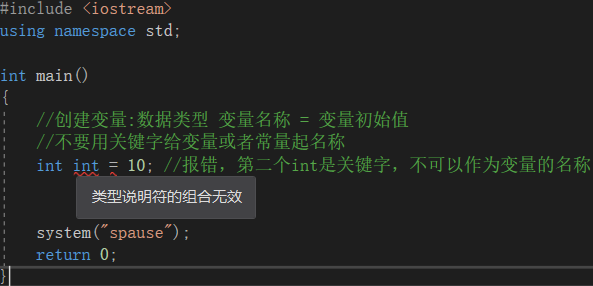 #include <iostream>
using namespace std;
int main()
{
//创建变量:数据类型 变量名称 = 变量初始值
//不要用关键字给变量或者常量起名称
int int = 10; //报错，第二个int是关键字，不可以作为变量的名称
类型说明符的组合无效
system("spause");
return 0;
}